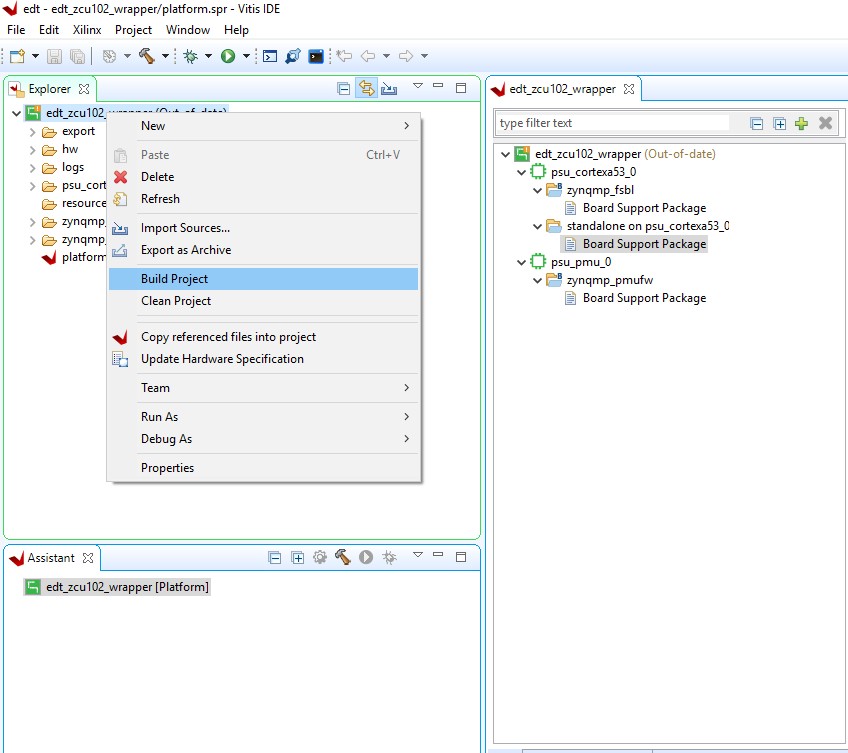 edt - edt_zcu102_wrapper/platform.spr - Vitis IDE
File Edit Xilinx Project Window Help
Explorer
edt_zcu102_wrapper (Out-of-date)
export
hw
logs
psu_cort
resource
zynqmp_
zynqmp_
platform
New
Paste Ctrl+V
Delete
Refresh
Import Sources...
Export as Archive
Build Project
Clean Project
Copy referenced files into project
Update Hardware Specification
Team
Run As
Debug As
Properties
Assistant
edt_zcu102_wrapper [Platform]
edt_zcu102_wrapper
type filter text
edt_zcu102_wrapper (Out-of-date)
psu_cortexa53_0
zynqmp_fsbl
Board Support Package
standalone on psu_cortexa53_0
Board Support Package
psu_pmu_0
zynqmp_pmufw
Board Support Package